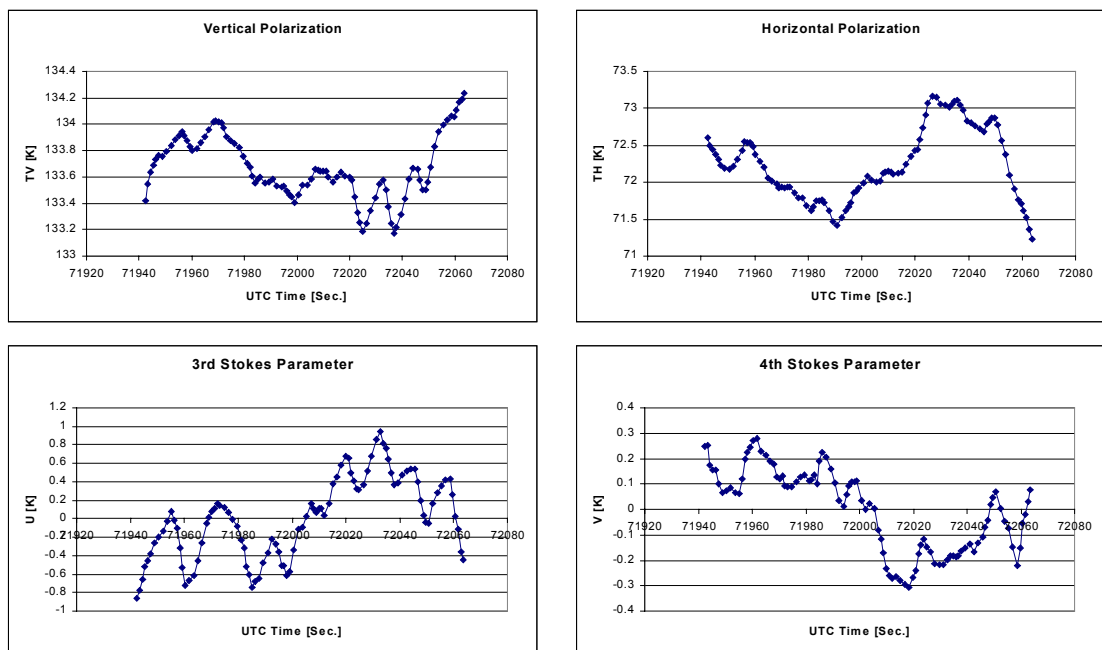 Vertical Polarization
TV [K]
134.4
134.2
134
133.8
133.6
133.4
133.2
133
71920 71940 71960 71980 72000 72020 72040 72060 72080
UTC Time [Sec.]
Horizontal Polarization
TH [K]
73.5
73
72.5
72
71.5
71
71920 71940 71960 71980 72000 72020 72040 72060 72080
UTC Time [Sec.]
3rd Stokes Parameter
U [K]
1.2
1
0.8
0.6
0.4
0.2
0
-0.2
-0.4
-0.6
-0.8
-1
71920 71940 71960 71980 72000 72020 72040 72060 72080
UTC Time [Sec.]
4th Stokes Parameter
V [K]
0.4
0.3
0.2
0.1
0
-0.1
-0.2
-0.3
-0.4
71920 71940 71960 71980 72000 72020 72040 72060 72080
UTC Time [Sec.]